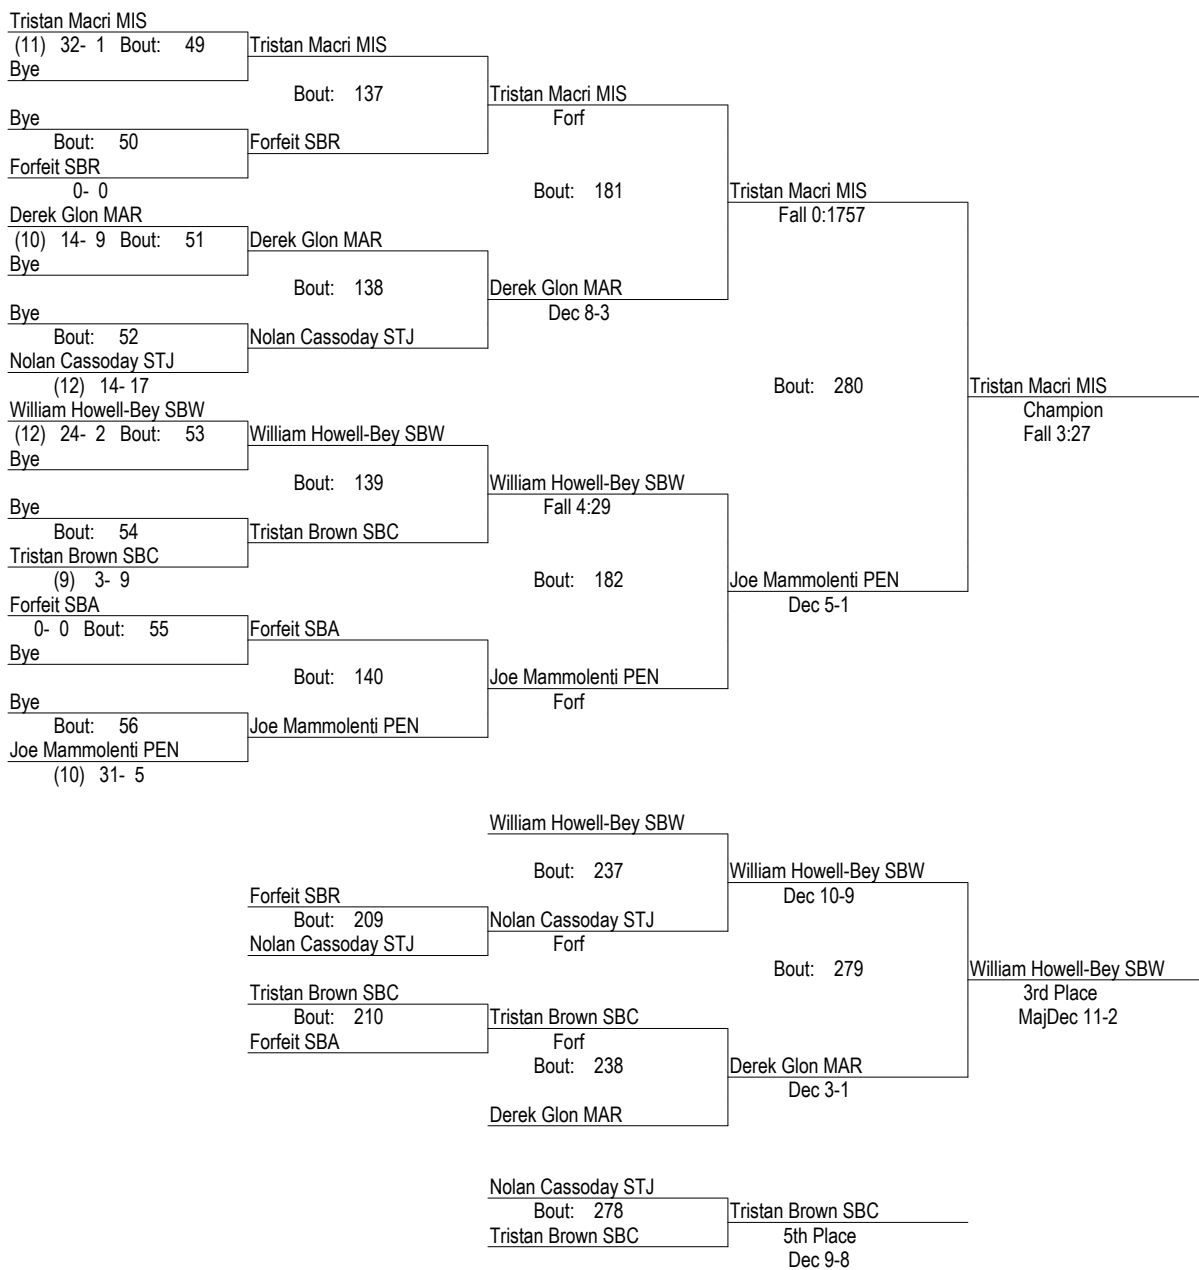 Tristan Macri MIS
(11) 32- 1 Bout: 49
Bye
Tristan Macri MIS
Bout: 137
Bye
Bout: 50
Forfeit SBR
0- 0
Forfeit SBR
Tristan Macri MIS
Forf
Bout: 181
Derek Glon MAR
(10) 14- 9 Bout: 51
Bye
Derek Glon MAR
Bout: 138
Bye
Bout: 52
Nolan Cassoday STJ
(12) 14- 17
Nolan Cassoday STJ
Derek Glon MAR
Dec 8-3
Tristan Macri MIS
Fall 0:1757
Bout: 280
William Howell-Bey SBW
(12) 24- 2 Bout: 53
Bye
William Howell-Bey SBW
Bout: 139
Bye
Bout: 54
Tristan Brown SBC
(9) 3- 9
Tristan Brown SBC
William Howell-Bey SBW
Fall 4:29
Bout: 182
Forfeit SBA
0- 0 Bout: 55
Bye
Forfeit SBA
Bout: 140
Bye
Bout: 56
Joe Mammolenti PEN
(10) 31- 5
Joe Mammolenti PEN
Joe Mammolenti PEN
Forf
Joe Mammolenti PEN
Dec 5-1
Tristan Macri MIS
Champion
Fall 3:27
William Howell-Bey SBW
Bout: 237
Forfeit SBR
Bout: 209
Nolan Cassoday STJ
Nolan Cassoday STJ
Forf
William Howell-Bey SBW
Dec 10-9
Bout: 279
Tristan Brown SBC
Bout: 210
Forfeit SBA
Tristan Brown SBC
Forf
Bout: 238
Derek Glon MAR
Derek Glon MAR
Dec 3-1
William Howell-Bey SBW
3rd Place
MajDec 11-2
Nolan Cassoday STJ
Bout: 278
Tristan Brown SBC
Tristan Brown SBC
5th Place
Dec 9-8